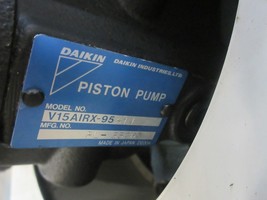 DAIKIN
DAIKIN INDUSTRIES, LTD
PISTON PUMP
MODEL NO.
V15A1RX-95
MFG. NO.
MADE IN JAPAN